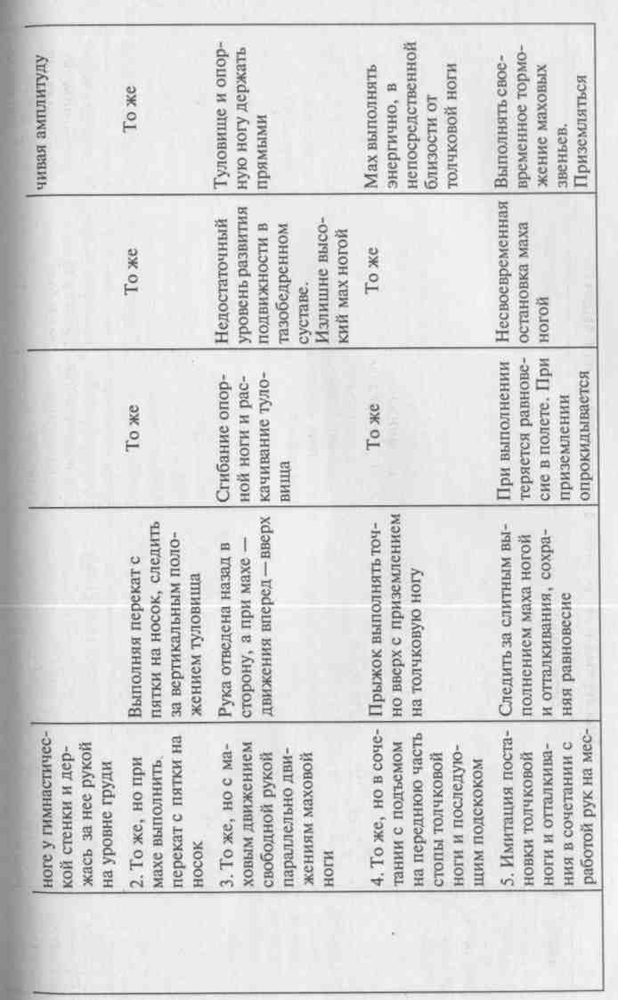 ноге у гимнастичес-
кой стенки и дер-
жась за нее рукой
на уровне груди
чивая амплитуду
2. То же, но при
махе выполнить
перекат с пятки на
носок
Выполняя перекат с
пятки на носок, следить
за вертикальным поло-
жением туловища
То же
То же
То же
3. То же, но с ма-
ховым движением
свободной рукой
параллельно дви-
жениям маховой
ноги
Рука отведена назад в
сторону, а при махе —
движения вперед — вверх
Сгибание опор-
ной ноги и рас-
качивание туло-
вища
Недостаточный
уровень развития
подвижности в
тазобедренном
суставе.
Излишне высо-
кий мах ногой
Туловище и опор-
ную ногу держать
прямыми
4. То же, но в соче-
тании с подъемом
на переднюю часть
стопы толчковой
ноги и последую-
щим подскоком
Прыжок выполнять точ-
но вверх с приземлением
на толчковую ногу
То же
То же
Мах выполнять
энергично, в
непосредственной
близости от
толчковой ноги
5. Имитация поста-
новки толчковой
ноги и отталкива-
ния в сочетании с
работой рук на мес-
Следить за слитным вы-
полнением маха ногой
и отталкивания, сохра-
няя равновесие
При выполнении
теряется равнове-
сие в полете. При
приземлении
опрокидывается
Несвоевременная
остановка маха
ногой
Выполнять свое-
временное тормо-
жение маховых
звеньев.
Приземляться